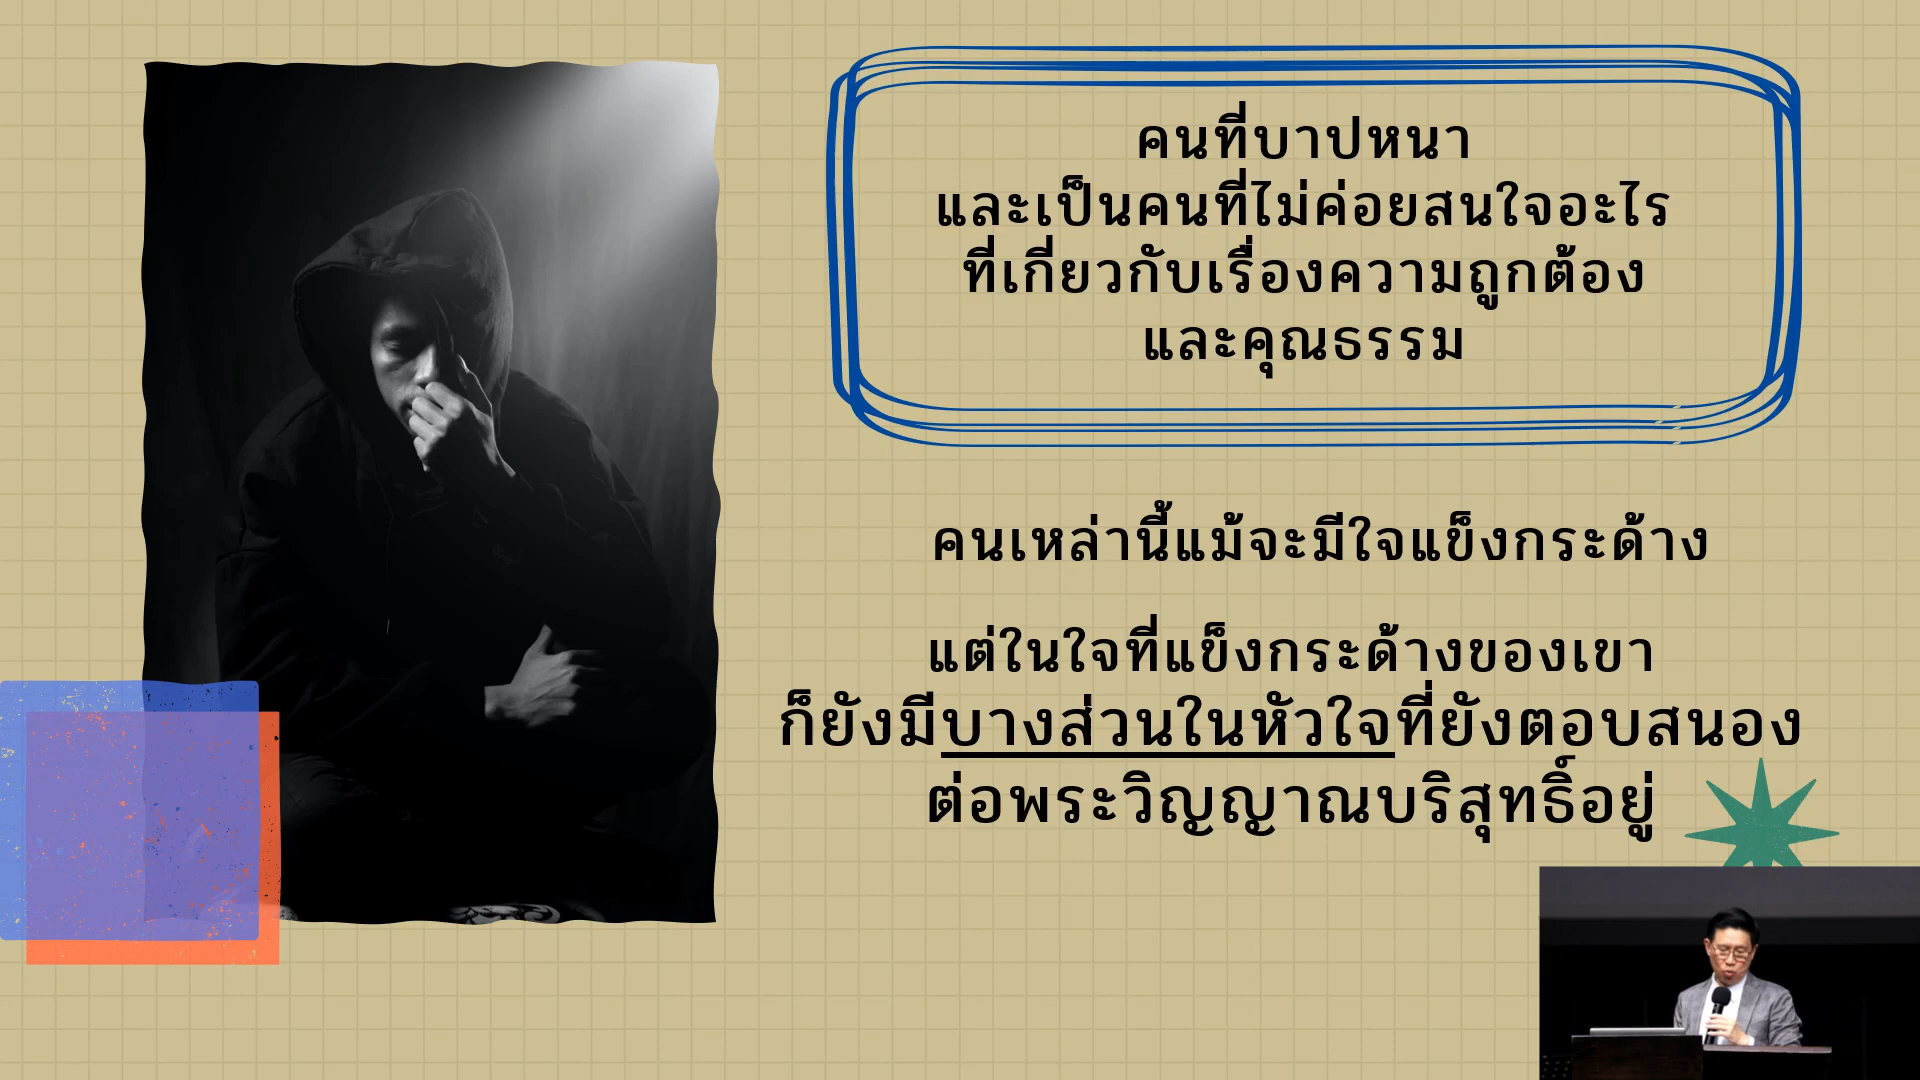 คนที่บาปหนา
และเป็นคนที่ไม่ค่อยสนใจอะไร
ที่เกี่ยวกับเรื่องความถูกต้อง
และคุณธรรม
คนเหล่านี้แม้จะมีใจแข็งกระด้าง
แต่ในใจที่แข็งกระด้างของเขา
ก็ยังมีบางส่วนในหัวใจที่ยังตอบสนอง
ต่อพระวิญญาณบริสุทธิ์อยู่